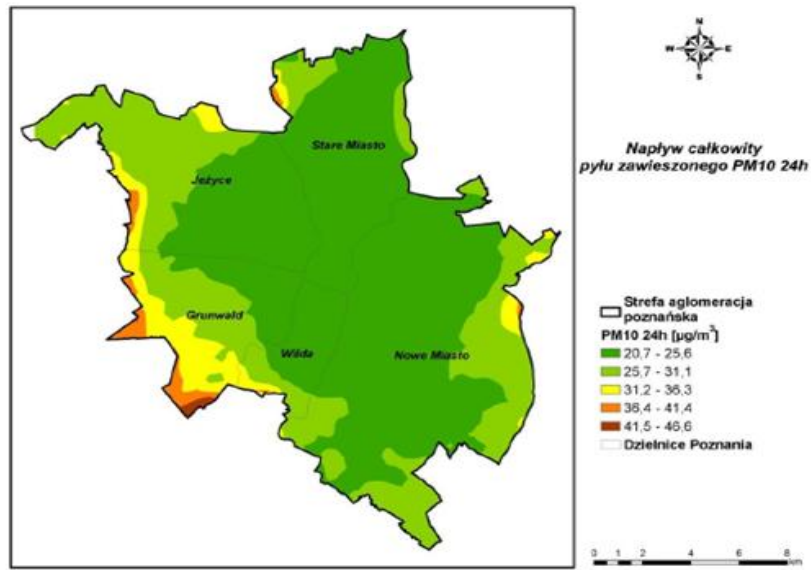 N
W E
S
Napływ całkowity
pyłu zawieszonego PM10 24h
Stare Miasto
Jeżyce
Grunwald
Wilda
Nowe Miasto
Strefa aglomeracja
poznańska
PM10 24h [µg/m³]
20,7 - 25,6
25,7 - 31,1
31,2 - 36,3
36,4 - 41,4
41,5 - 46,6
Dzielnice Poznania
0 1 2 4 6 8
km